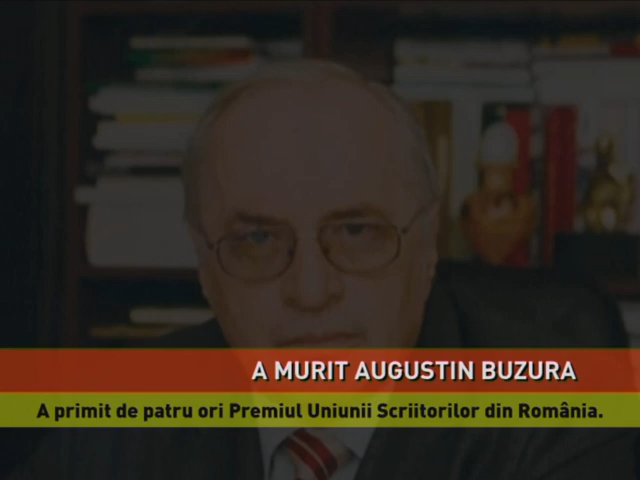 A MURIT AUGUSTIN BUZURA
A primit de patru ori Premiul Uniunii Scriitorilor din România.